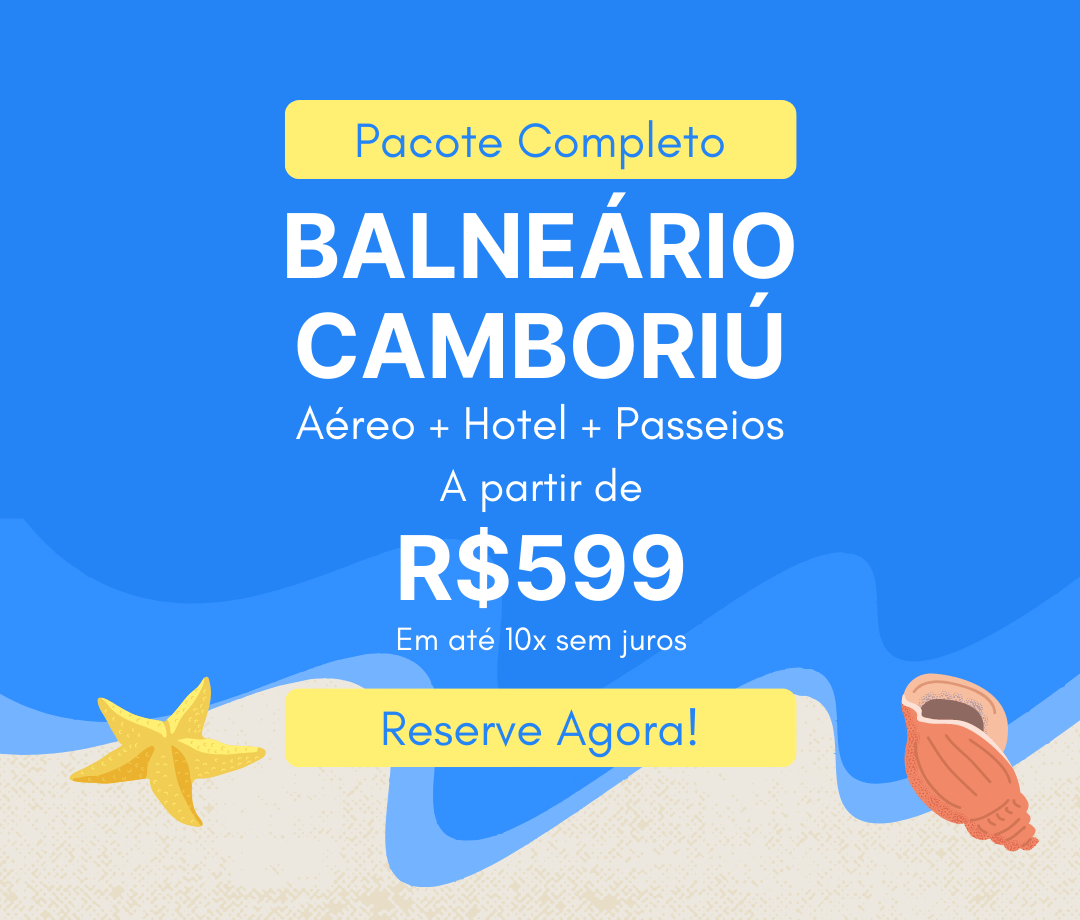 Pacote Completo
BALNEÁRIO
CAMBORIÚ
Aéreo + Hotel + Passeios
A partir de
R$599
Em até 10x sem juros
Reserve Agora!